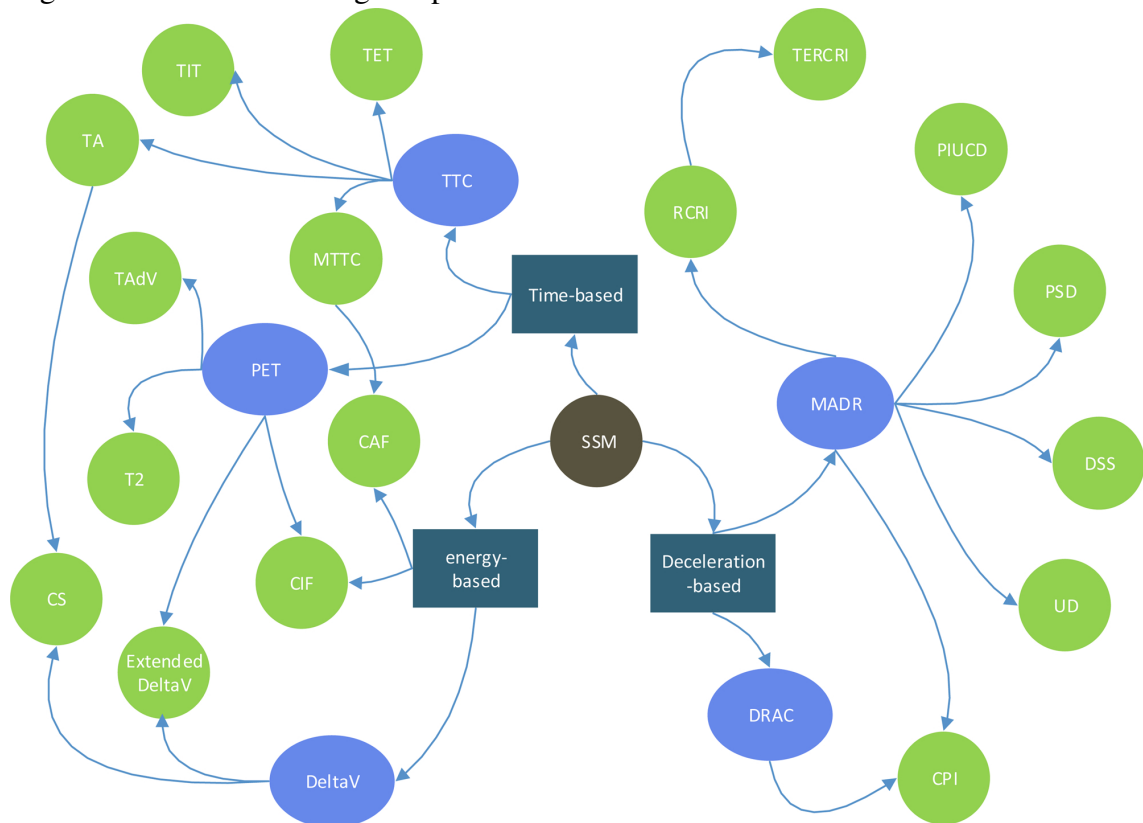 TET
TERCRI
TIT
TA
PIUCD
TTC
RCRI
MTTC
TAdV
Time-based
PSD
PET
MADR
CAF
SSM
DSS
T2
energy-
based
Deceleration
-based
CIF
CS
UD
Extended
DeltaV
DRAC
DeltaV
CPI